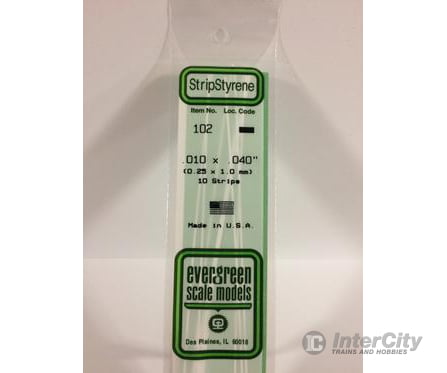 StripStyrene
Item No. Loc. Code
102
.010 x .040"
(0.25 x 1.0 mm)
10 Strips
Made in U.S.A.
evergreen
scale models
Des Plaines, IL 60018
IC InterCity
TRAINS AND HOBBIES